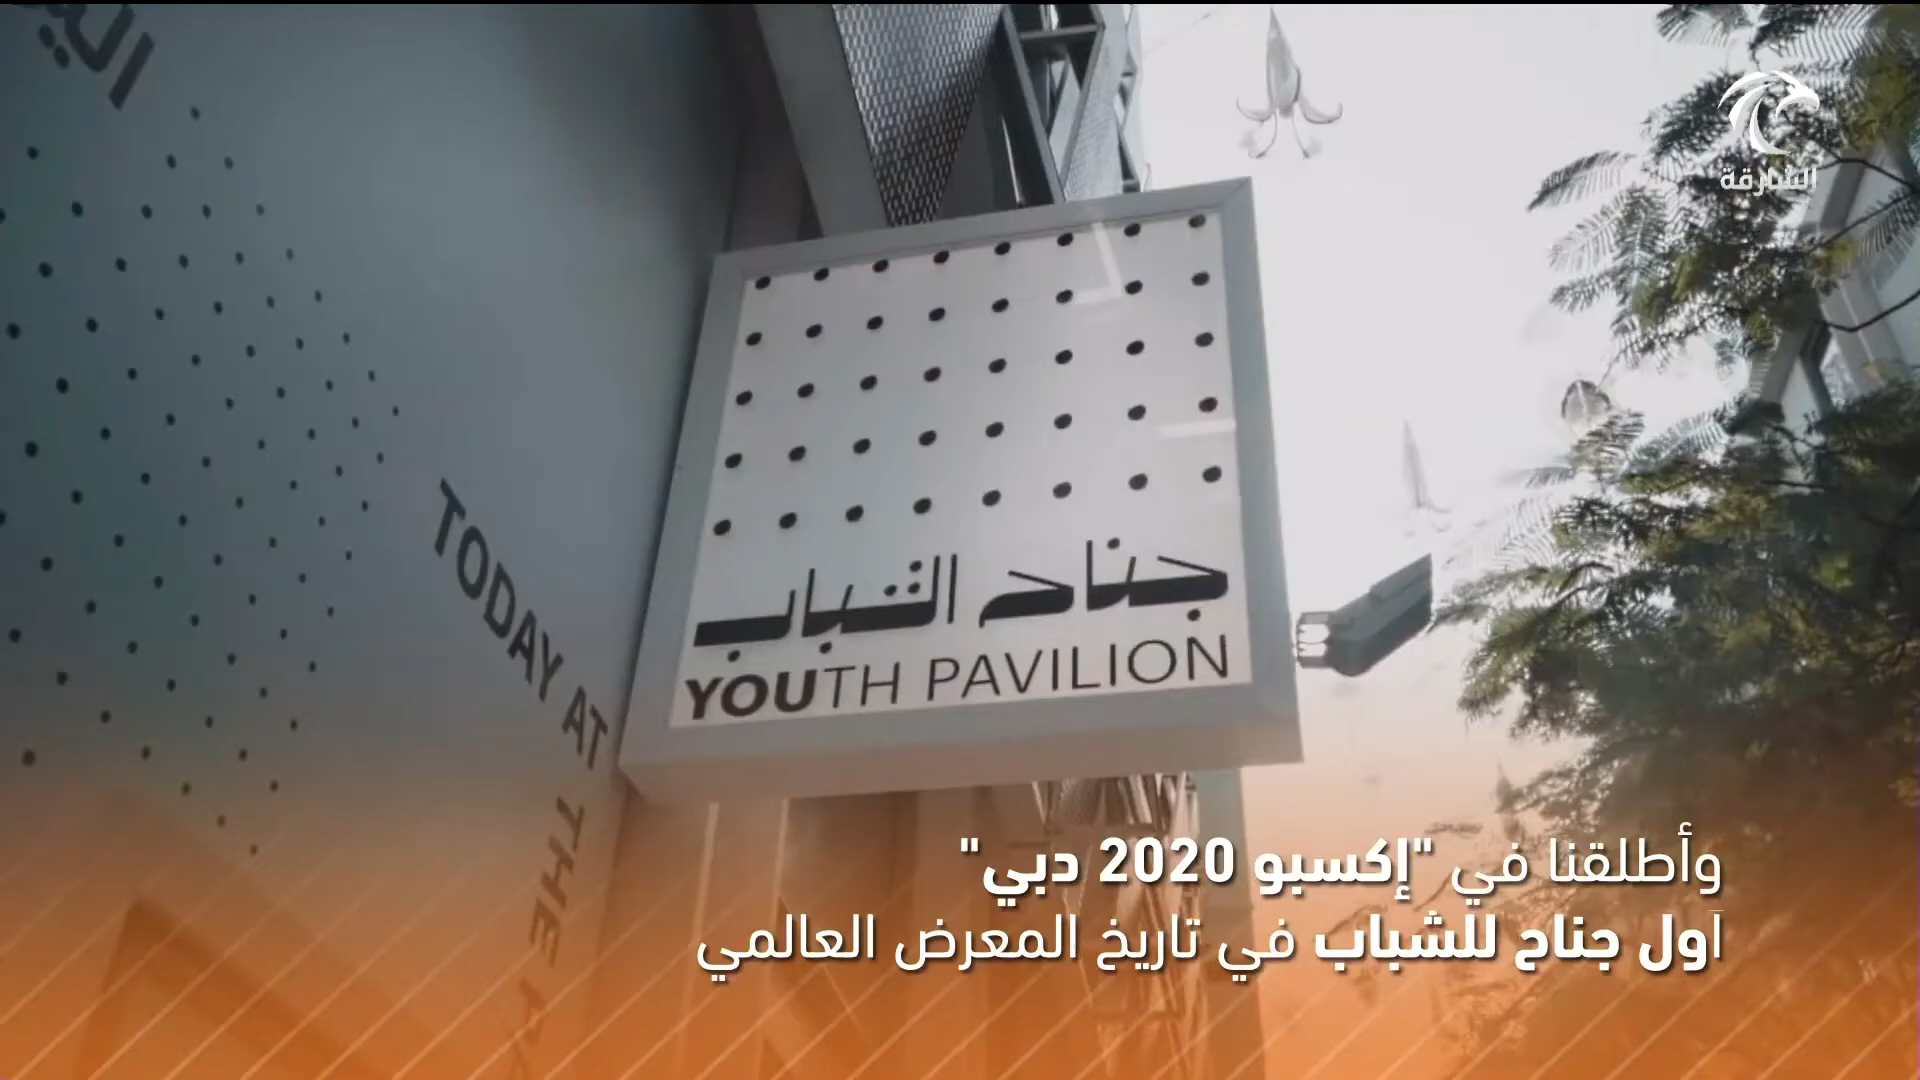 الشارقة
جناح الشباب
YOUTH PAVILION
TODAY AT
THE
وأطلقنا في "إكسبو 2020 دبي"
أول جناح للشباب في تاريخ المعرض العالمي